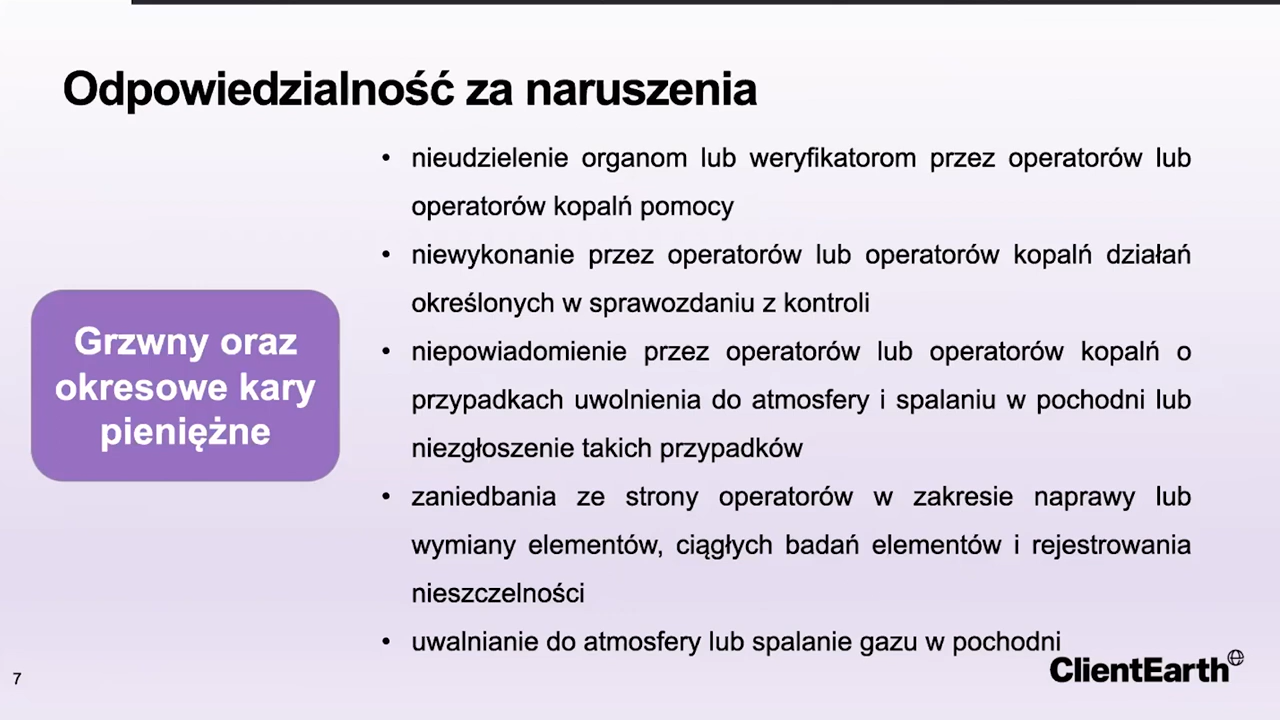 Odpowiedzialność za naruszenia
Grzwny oraz
okresowe kary
pieniężne
• nieudzielenie organom lub weryfikatorom przez operatorów lub
operatorów kopalń pomocy
• niewykonanie przez operatorów lub operatorów kopalń działań
określonych w sprawozdaniu z kontroli
• niepowiadomienie przez operatorów lub operatorów kopalń o
przypadkach uwolnienia do atmosfery i spalaniu w pochodni lub
niezgłoszenie takich przypadków
• zaniedbania ze strony operatorów w zakresie naprawy lub
wymiany elementów, ciągłych badań elementów i rejestrowania
nieszczelności
• uwalnianie do atmosfery lub spalanie gazu w pochodni
ClientEarth
7